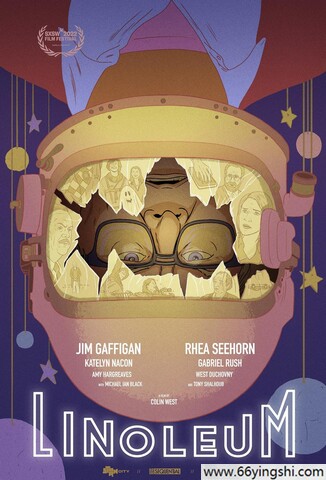 SXSW 2022
FILM FESTIVAL
JIM GAFFIGAN
RHEA SEEHORN
KATELYN NACON
GABRIEL RUSH
AMY HARGREAVES
WEST DUCHOVNY
WITH MICHAEL IAN BLACK
AND TONY SHALHOUB
COLIN WEST
LINOLEUM
www.66yingshi.com